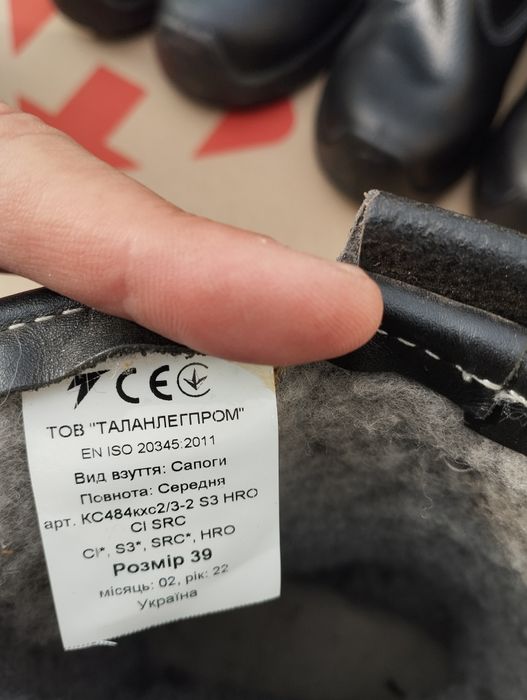 CE
ТОВ "ТАЛАНЛЕГПРОМ"
EN ISO 20345:2011
Вид взуття: Сапоги
Повнота: Середня
арт. КС484кхс2/3-2 S3 HRO
CI SRC
CI*, S3*, SRC*, HRO
Розмір 39
місяць: 02, рік: 22
Україна